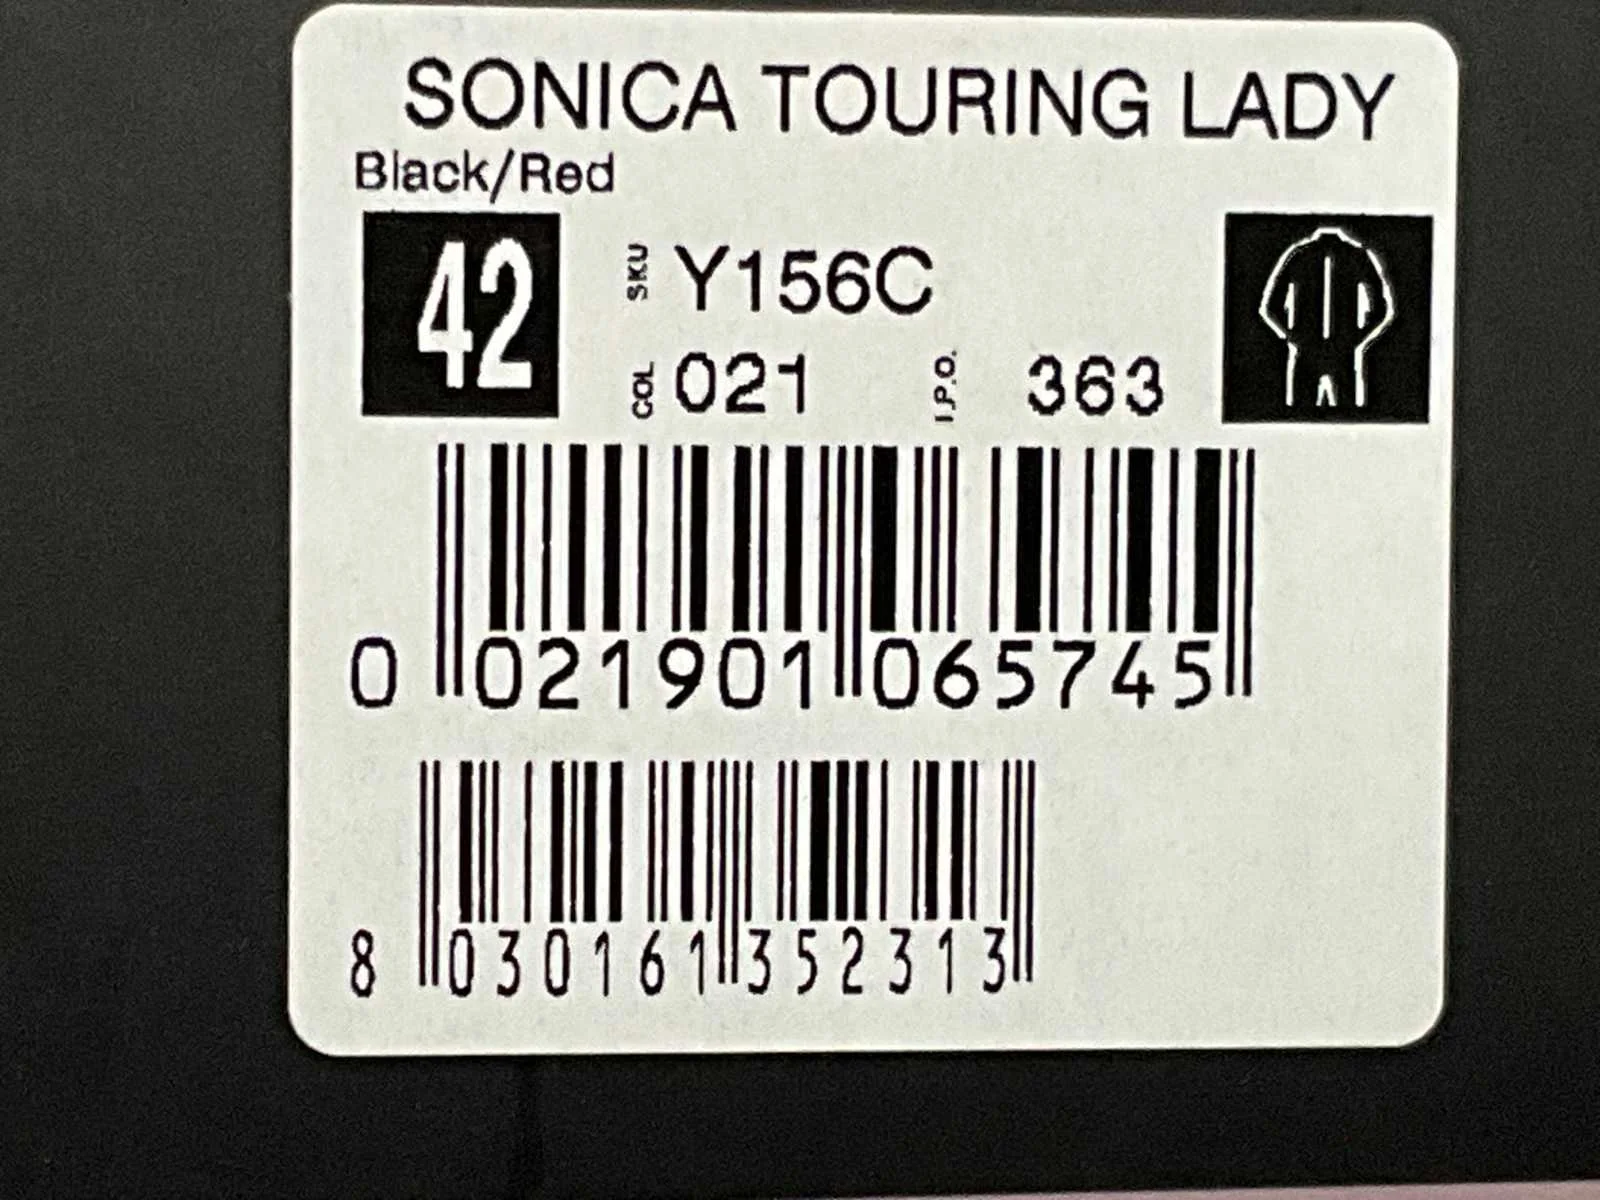 SONICA TOURING LADY
Black/Red
42 SKU Y156C
COL 021 I.P.O. 363
0 021901 065745
8 030161 352313